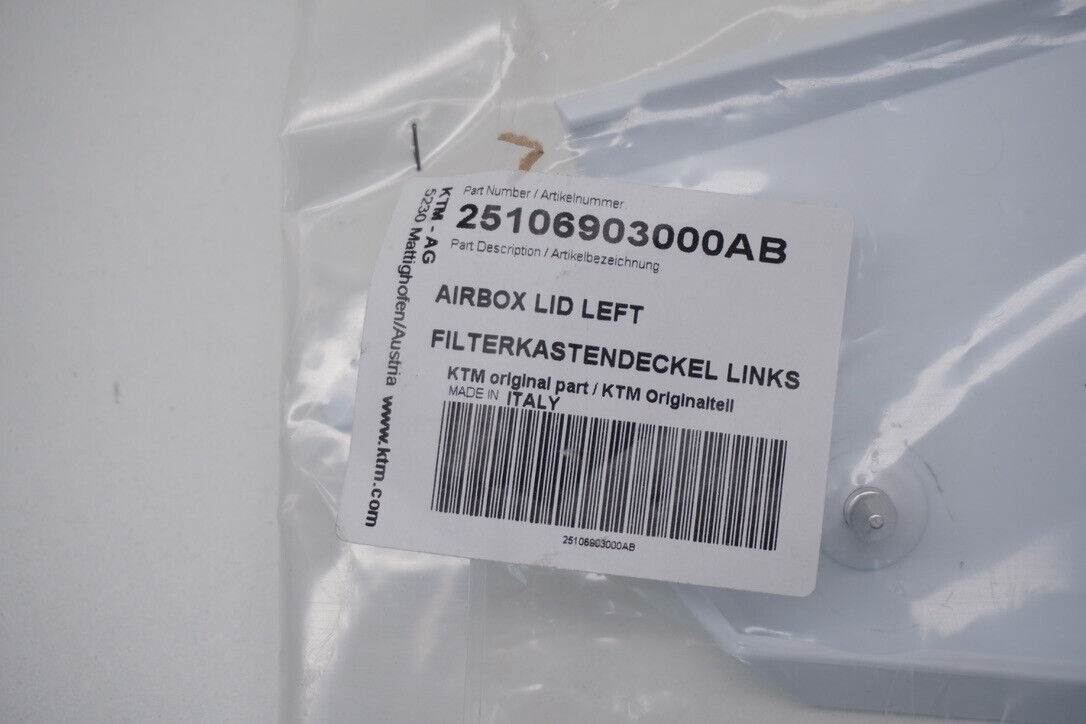 Part Number / Artikelnummer
25106903000AB
Part Description / Artikelbezeichnung
AIRBOX LID LEFT
FILTERKASTENDECKEL LINKS
KTM original part / KTM Originalteil
MADE IN ITALY
25106903000AB
KTM - AG
5230 Mattighofen/Austria www.ktm.com